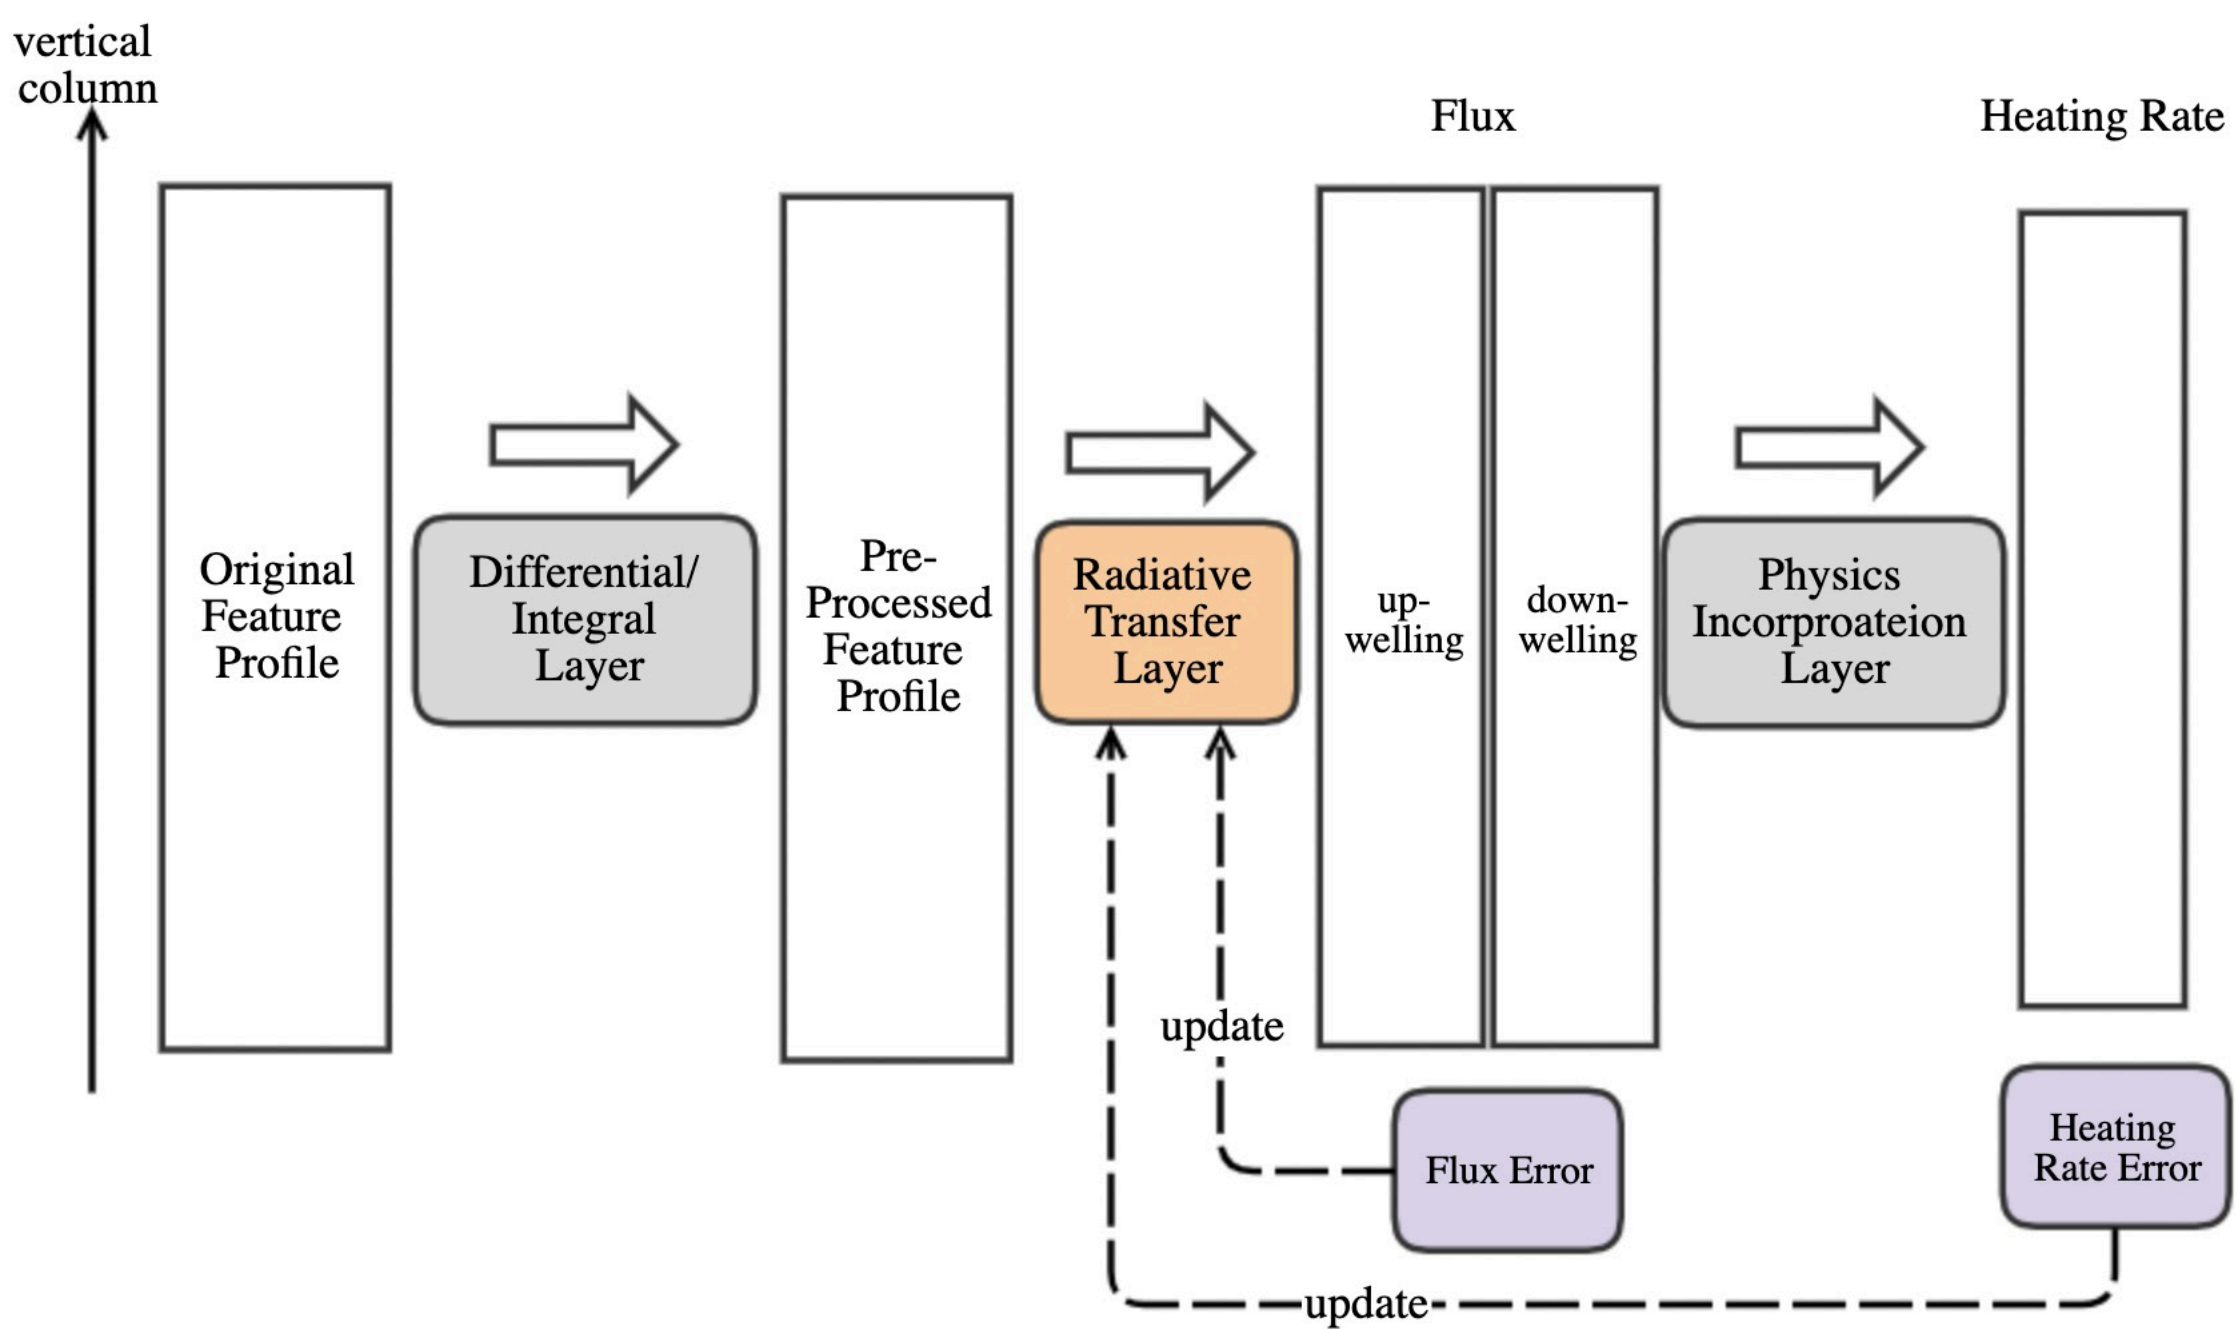 vertical
column
Flux
Heating Rate
Original
Feature
Profile
Differential/
Integral
Layer
Pre-
Processed
Feature
Profile
Radiative
Transfer
Layer
up-
welling
down-
welling
Physics
Incorproateion
Layer
update
Flux Error
Heating
Rate Error
update